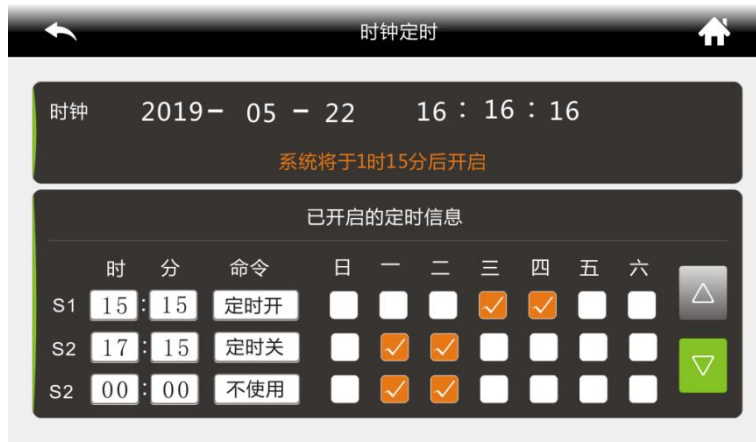 时钟定时
时钟 2019- 05 - 22 16 : 16 : 16
系统将于1时15分后开启
已开启的定时信息
时 分 命令 日 一 二 三 四 五 六
S1 15 : 15 定时开
S2 17 : 15 定时关
S2 00 : 00 不使用